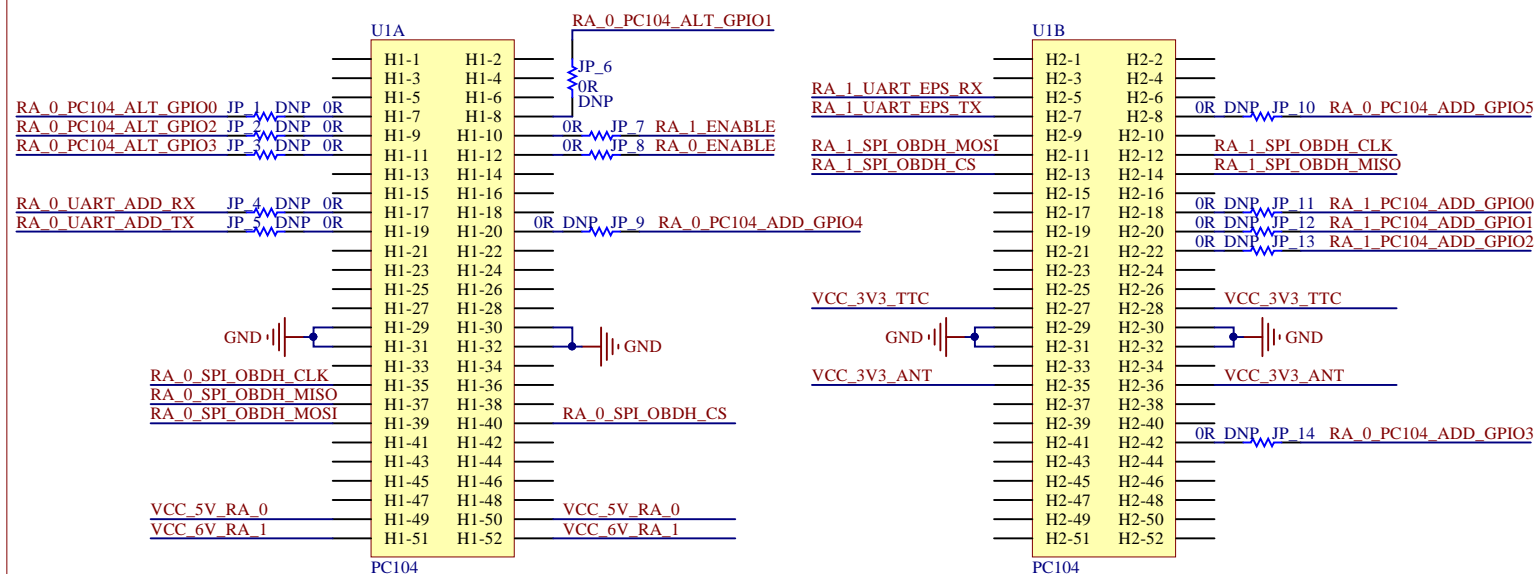 RA_0_PC104_ALT_GPIO1
U1A U1B
H1-1 H1-2 H2-1 H2-2
JP_6
H1-3 H1-4 H2-3 H2-4
0R
RA_1_UART_EPS_RX
H1-5 H1-6 H2-5 H2-6
DNP
RA_0_PC104_ALT_GPIO0 JP_1 DNP 0R H1-7 H1-8 RA_1_UART_EPS_TX H2-7 H2-8 0R DNP JP_10 RA_0_PC104_ADD_GPIO5
RA_0_PC104_ALT_GPIO2 JP_2 DNP 0R H1-9 H1-10 0R JP_7 RA_1_ENABLE H2-9 H2-10
RA_0_PC104_ALT_GPIO3 JP_3 DNP 0R H1-11 H1-12 0R JP_8 RA_0_ENABLE RA_1_SPI_OBDH_MOSI H2-11 H2-12 RA_1_SPI_OBDH_CLK
H1-13 H1-14 RA_1_SPI_OBDH_CS H2-13 H2-14 RA_1_SPI_OBDH_MISO
H1-15 H1-16 H2-15 H2-16
RA_0_UART_ADD_RX JP_4 DNP 0R H1-17 H1-18 H2-17 H2-18 0R DNP JP_11 RA_1_PC104_ADD_GPIO0
RA_0_UART_ADD_TX JP_5 DNP 0R H1-19 H1-20 0R DNP JP_9 RA_0_PC104_ADD_GPIO4 H2-19 H2-20 0R DNP JP_12 RA_1_PC104_ADD_GPIO1
H1-21 H1-22 H2-21 H2-22 0R DNP JP_13 RA_1_PC104_ADD_GPIO2
H1-23 H1-24 H2-23 H2-24
H1-25 H1-26 H2-25 H2-26
H1-27 H1-28 VCC_3V3_TTC H2-27 H2-28 VCC_3V3_TTC
H1-29 H1-30 H2-29 H2-30
GND GND GND GND
H1-31 H1-32 H2-31 H2-32
H1-33 H1-34 H2-33 H2-34
RA_0_SPI_OBDH_CLK H1-35 H1-36 VCC_3V3_ANT H2-35 H2-36 VCC_3V3_ANT
RA_0_SPI_OBDH_MISO H1-37 H1-38 H2-37 H2-38
RA_0_SPI_OBDH_MOSI H1-39 H1-40 RA_0_SPI_OBDH_CS H2-39 H2-40
H1-41 H1-42 H2-41 H2-42 0R DNP JP_14 RA_0_PC104_ADD_GPIO3
H1-43 H1-44 H2-43 H2-44
H1-45 H1-46 H2-45 H2-46
H1-47 H1-48 H2-47 H2-48
VCC_5V_RA_0 H1-49 H1-50 VCC_5V_RA_0 H2-49 H2-50
VCC_6V_RA_1 H1-51 H1-52 VCC_6V_RA_1 H2-51 H2-52
PC104 PC104